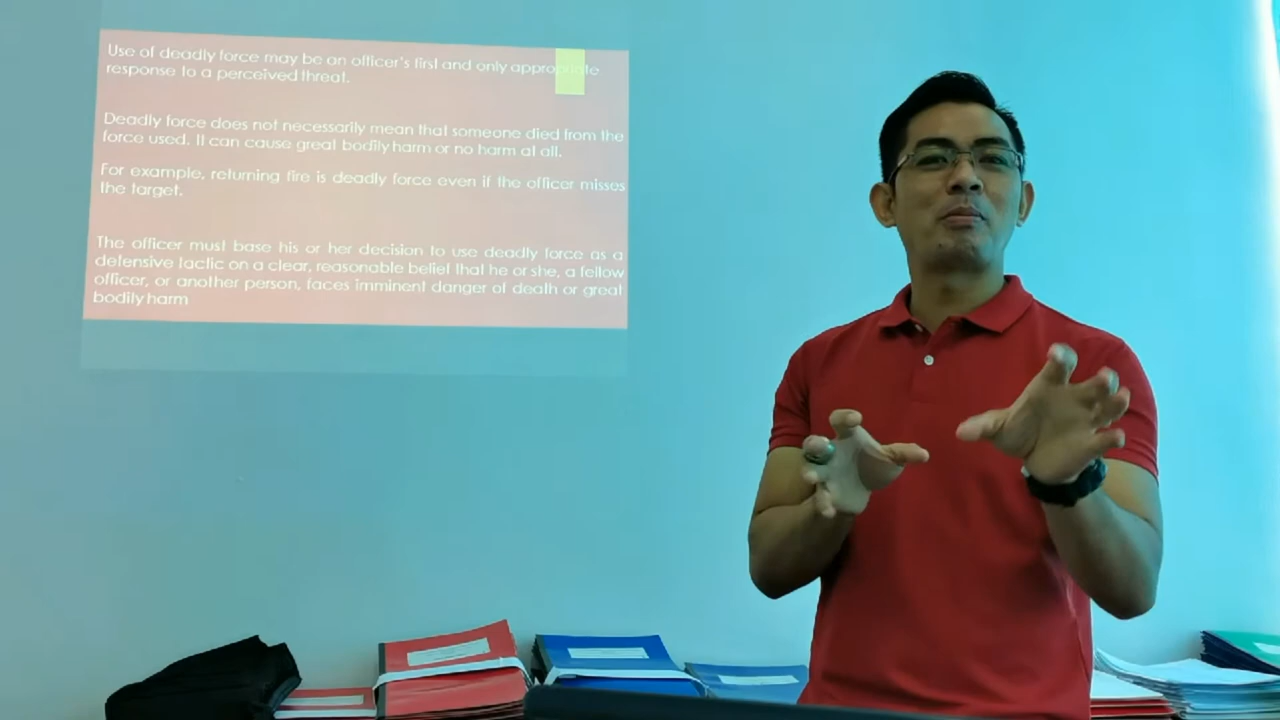 Use of deadly force may be an officer's first and only appropriate
response to a perceived threat.
Deadly force does not necessarily mean that someone died from the
force used. It can cause great bodily harm or no harm at all.
For example, returning fire is deadly force even if the officer misses
the target.
The officer must base his or her decision to use deadly force as a
defensive tactic on a clear, reasonable belief that he or she, a fellow
officer, or another person, faces imminent danger of death or great
bodily harm